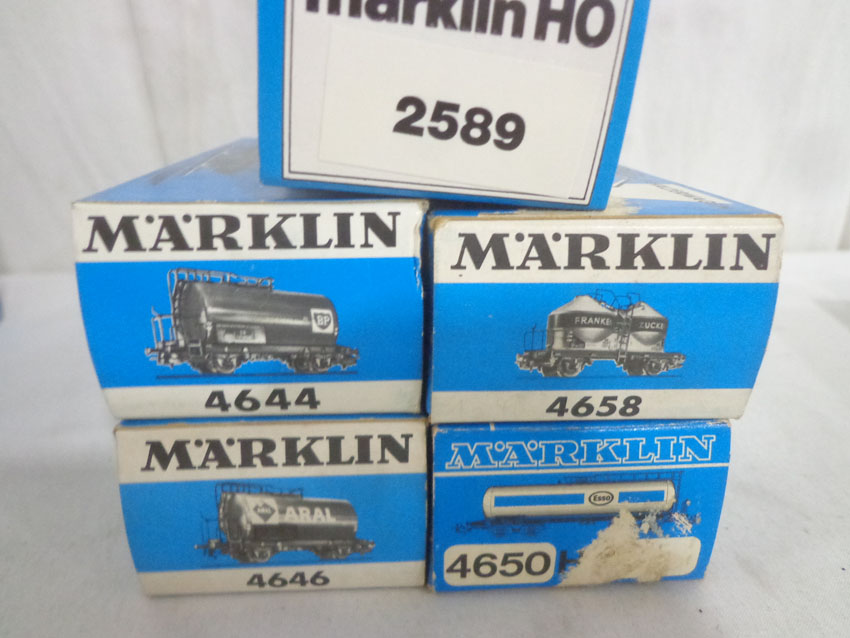 märklin HO
2589
MÄRKLIN
BP
4644
MÄRKLIN
FRANKE ZUCKE
4658
MÄRKLIN
ARAL
4646
MÄRKLIN
Esso
4650